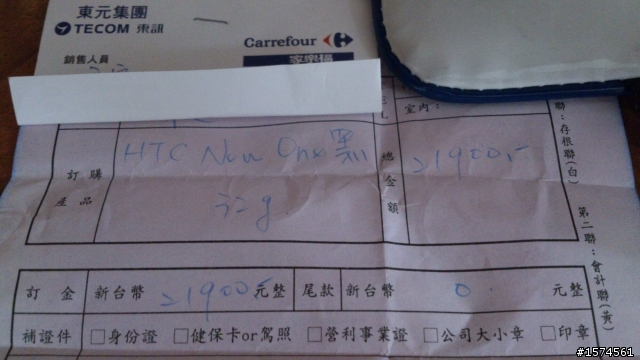 東元集團
TECOM 東訊
銷售人員
Carrefour
家樂福
室內:
訂購產品
HTC New One 黑
32g
總金額
21900.-
聯:存根聯(白) 第二聯:會計聯(黃)
訂金 新台幣 21900 元整 尾款 新台幣 0. 元整
補證件 □身份證 □健保卡or駕照 □營利事業證 □公司大小章 □印章
#1574561